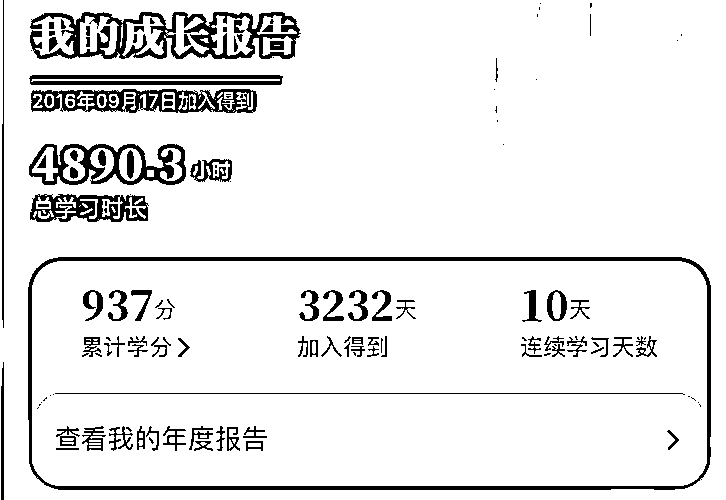 我的成长报告
2016年09月17日加入得到
4890.3小时
总学习时长
937分 3232天 10天
累计学分 加入得到 连续学习天数
查看我的年度报告